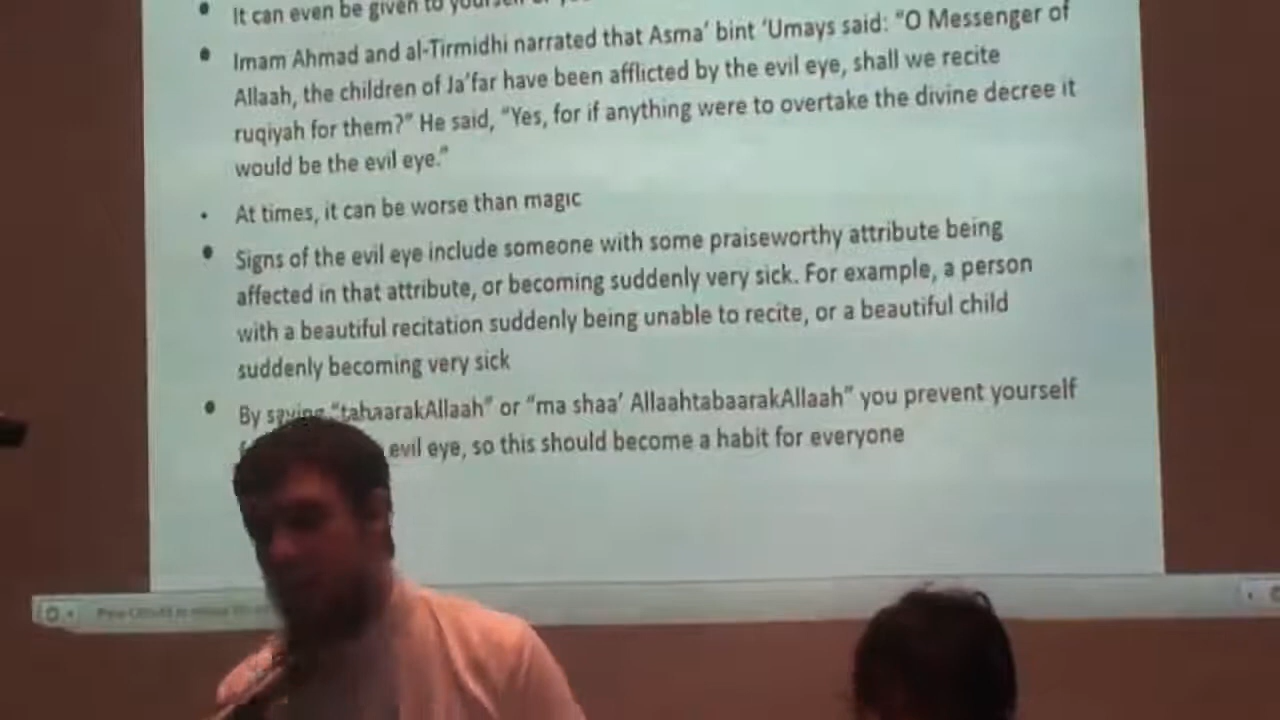 It can even be given to yourself
Imam Ahmad and al-Tirmidhi narrated that Asma' bint 'Umays said: "O Messenger of
Allaah, the children of Ja'far have been afflicted by the evil eye, shall we recite
ruqiyah for them?" He said, "Yes, for if anything were to overtake the divine decree it
would be the evil eye."
At times, it can be worse than magic
Signs of the evil eye include someone with some praiseworthy attribute being
affected in that attribute, or becoming suddenly very sick. For example, a person
with a beautiful recitation suddenly being unable to recite, or a beautiful child
suddenly becoming very sick
By saying "tabaarakAllaah" or "ma shaa' AllaahtabaarakAllaah" you prevent yourself
evil eye, so this should become a habit for everyone